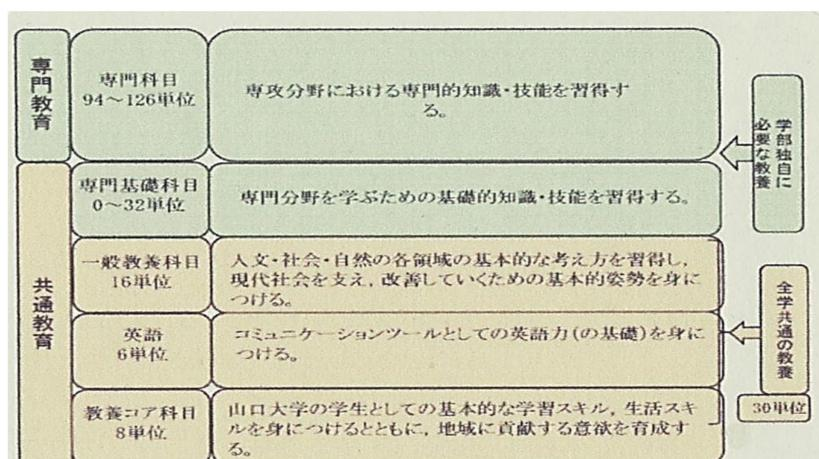 専門教育
専門科目
94～126単位
専攻分野における専門的知識・技能を習得す
る。
学部独自に
必要な教養
共通教育
専門基礎科目
0～32単位
専門分野を学ぶための基礎的知識・技能を習得する。
一般教養科目
16単位
人文・社会・自然の各領域の基本的な考え方を習得し,
現代社会を支え, 改善していくための基本的姿勢を身に
つける。
英語
6単位
コミュニケーションツールとしての英語力(の基礎)を身に
つける。
全学共通の教養
30単位
教養コア科目
8単位
山口大学の学生としての基本的な学習スキル, 生活スキ
ルを身につけるとともに, 地域に貢献する意欲を育成す
る。